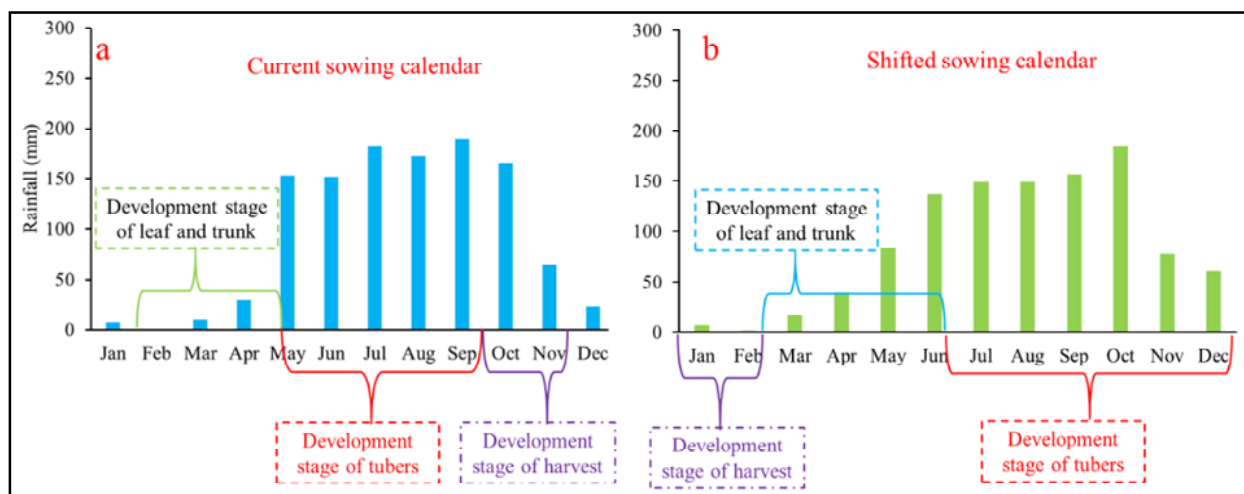 a
Current sowing calendar
300
250
200
150
100
50
0
Rainfall (mm)
Development stage
of leaf and trunk
Jan Feb Mar Apr May Jun Jul Aug Sep Oct Nov Dec
Development
stage of tubers
Development
stage of harvest
b
Shifted sowing calendar
300
250
200
150
100
50
0
Development stage
of leaf and trunk
Jan Feb Mar Apr May Jun Jul Aug Sep Oct Nov Dec
Development
stage of harvest
Development
stage of tubers